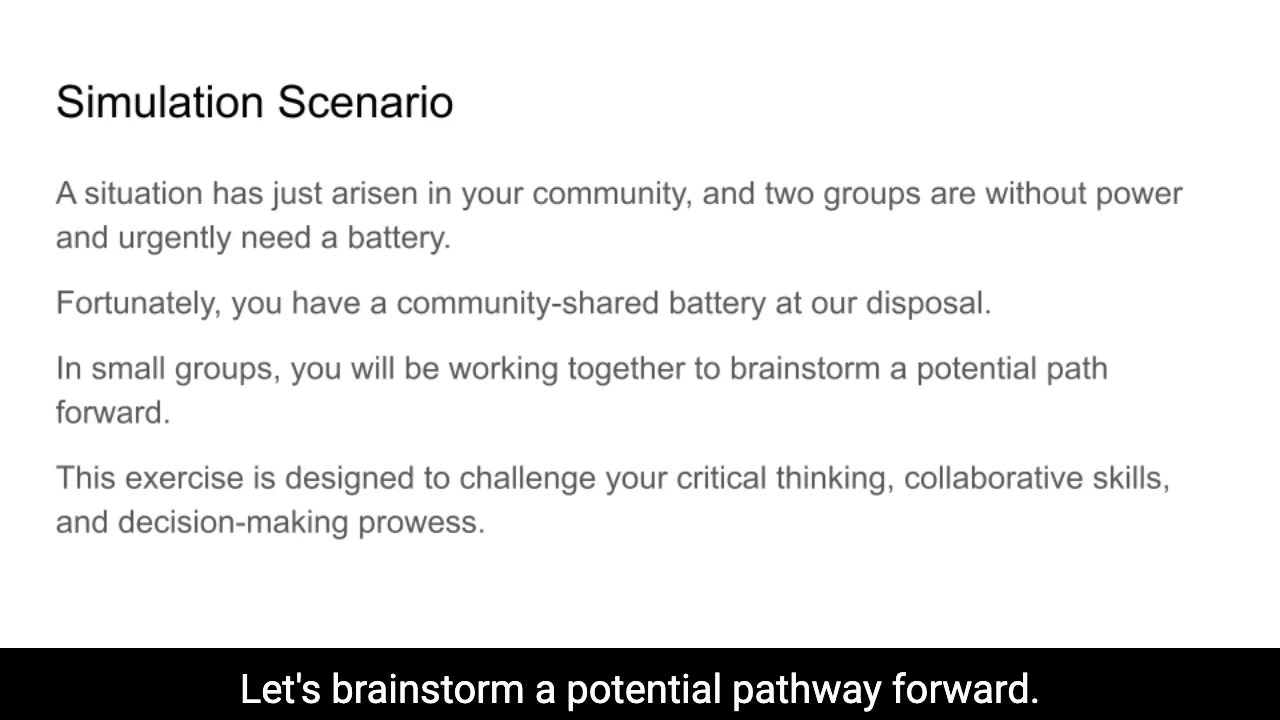 Simulation Scenario
A situation has just arisen in your community, and two groups are without power
and urgently need a battery.
Fortunately, you have a community-shared battery at our disposal.
In small groups, you will be working together to brainstorm a potential path
forward.
This exercise is designed to challenge your critical thinking, collaborative skills,
and decision-making prowess.
Let's brainstorm a potential pathway forward.